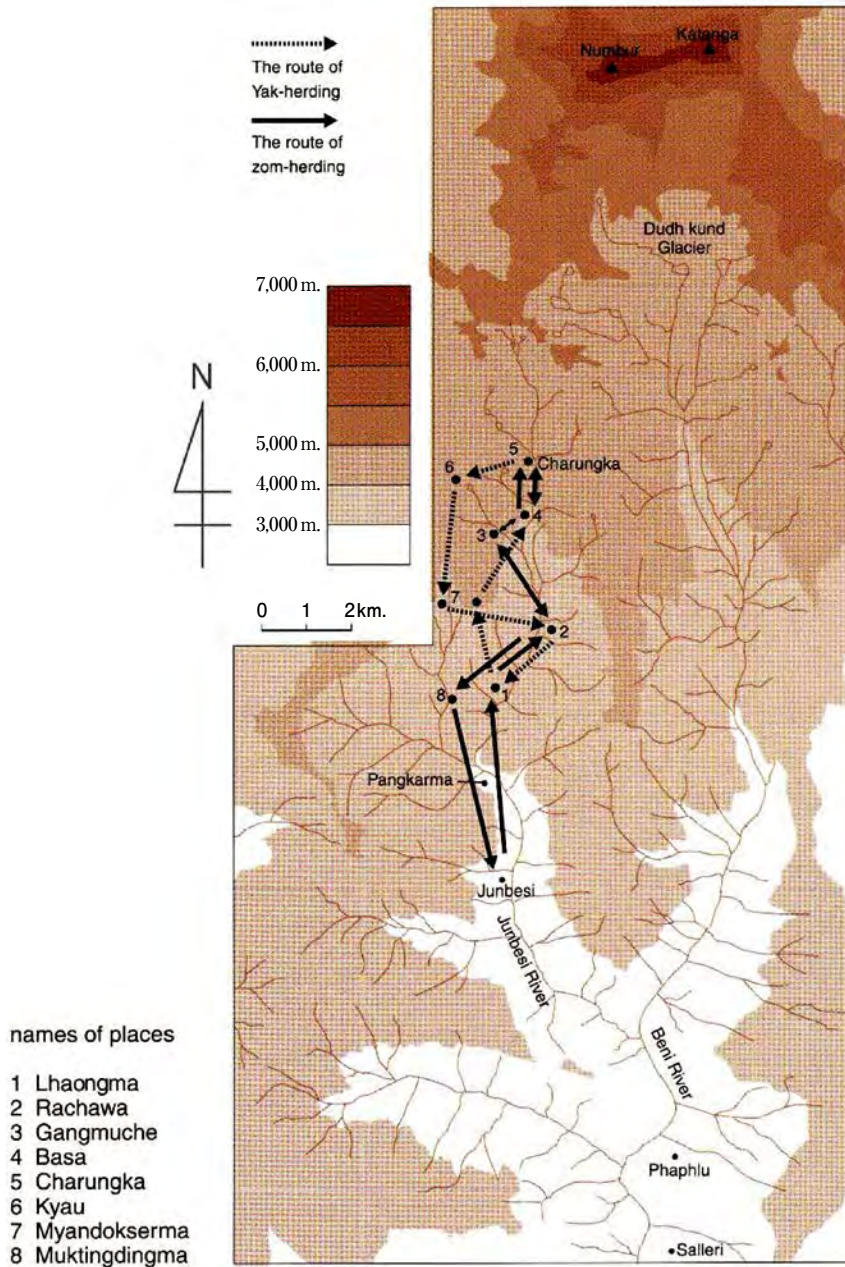 Katanga
Numbur
The route of
Yak-herding
The route of
zom-herding
Dudh kund
Glacier
7,000 m.
6,000 m.
5,000 m.
4,000 m.
3,000 m.
N
0 1 2km.
5
Charungka
6
4
3
7
2
1
8
Pangkarma
Junbesi
Junbesi River
Beni River
Phaphlu
Salleri
names of places
1 Lhaongma
2 Rachawa
3 Gangmuche
4 Basa
5 Charungka
6 Kyau
7 Myandokserma
8 Muktingdingma